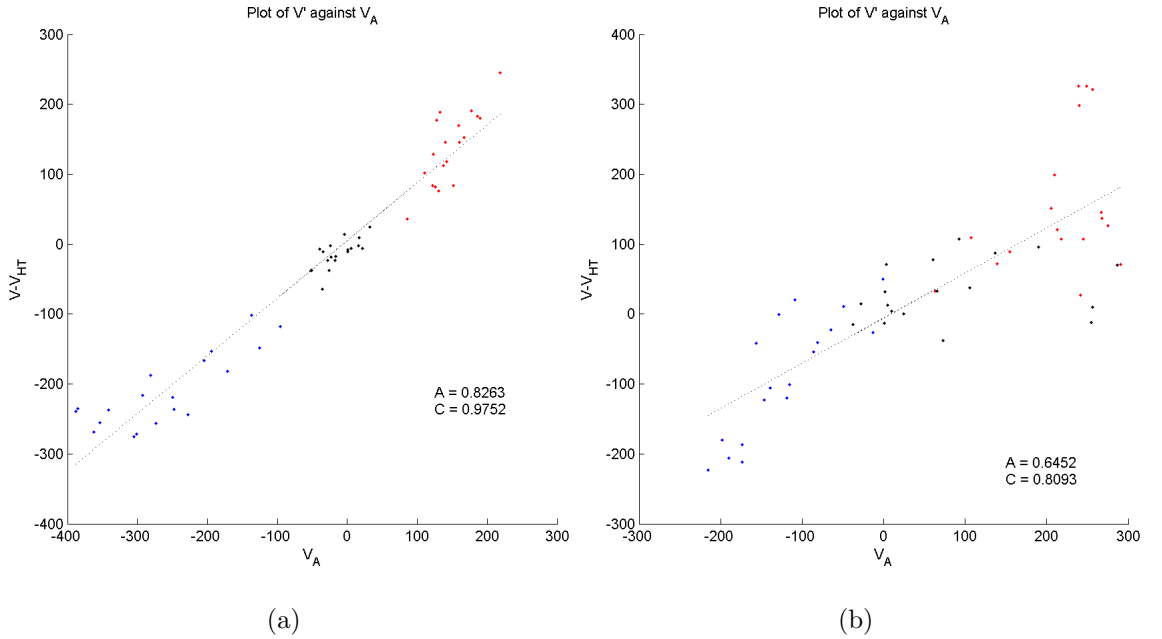 Plot of V' against V_A
300
200
100
0
-100
-200
-300
-400
V-V_HT
A = 0.8263
C = 0.9752
-400 -300 -200 -100 0 100 200 300
V_A
(a)
Plot of V' against V_A
400
300
200
100
0
-100
-200
-300
V-V_HT
A = 0.6452
C = 0.8093
-300 -200 -100 0 100 200 300
V_A
(b)